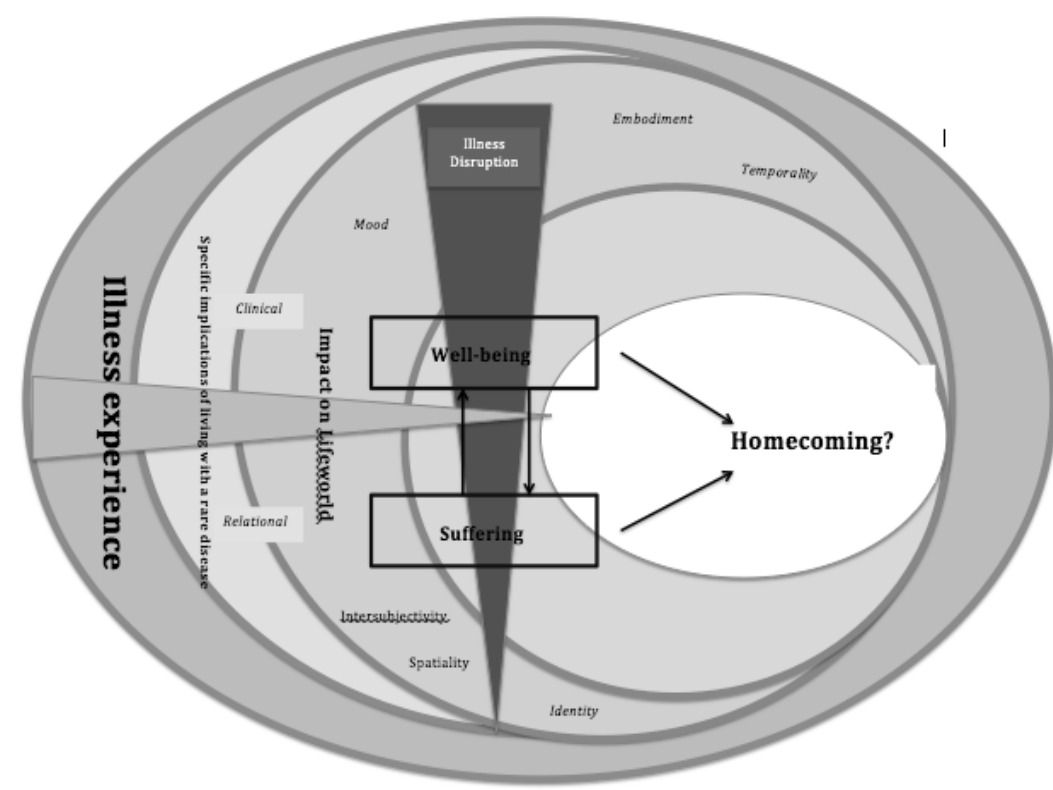 Embodiment
Illness
Disruption
Temporality
Mood
Specific implications of living with a rare disease
Illness experience
Clinical
Impact on Lifeworld
Well-being
Homecoming?
Relational
Suffering
Intersubjectivity
Spatiality
Identity